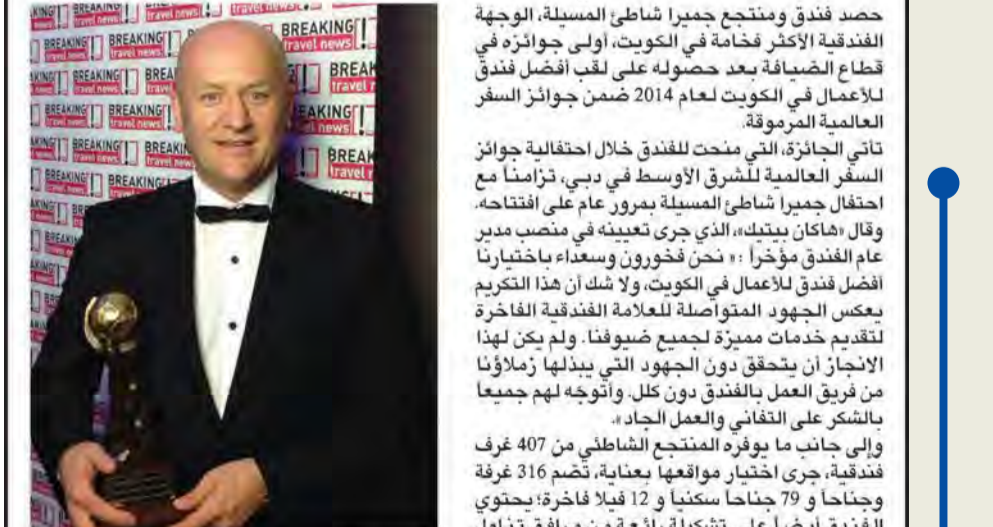 حصد فندق ومنتجع جميرا شاطئ المسيلة، الوجهة
الفندقية الأكثر فخامة في الكويت، أولى جوائزه في
قطاع الضيافة بعد حصوله على لقب أفضل فندق
للأعمال في الكويت لعام 2014 ضمن جوائز السفر
العالمية المرموقة.
تأتي الجائزة، التي منحت للفندق خلال احتفالية جوائز
السفر العالمية للشرق الأوسط في دبي، تزامناً مع
احتفال جميرا شاطئ المسيلة بمرور عام على افتتاحه.
وقال «هاكان بيتيك»، الذي جرى تعيينه في منصب مدير
عام الفندق مؤخراً :« نحن فخورون وسعداء باختيارنا
أفضل فندق للأعمال في الكويت، ولا شك أن هذا التكريم
يعكس الجهود المتواصلة للعلامة الفندقية الفاخرة
لتقديم خدمات مميزة لجميع ضيوفنا. ولم يكن لهذا
الانجاز أن يتحقق دون الجهود التي يبذلها زملاؤنا
من فريق العمل بالفندق دون كلل. وأتوجّه لهم جميعاً
بالشكر على التفاني والعمل الجاد».
وإلى جانب ما يوفره المنتجع الشاطئي من 407 غرف
فندقية، جرى اختيار مواقعها بعناية، تضم 316 غرفة
وجناحاً و 79 جناحاً سكنياً و 12 فيلا فاخرة؛ يحتوي
BREAKING
travel news